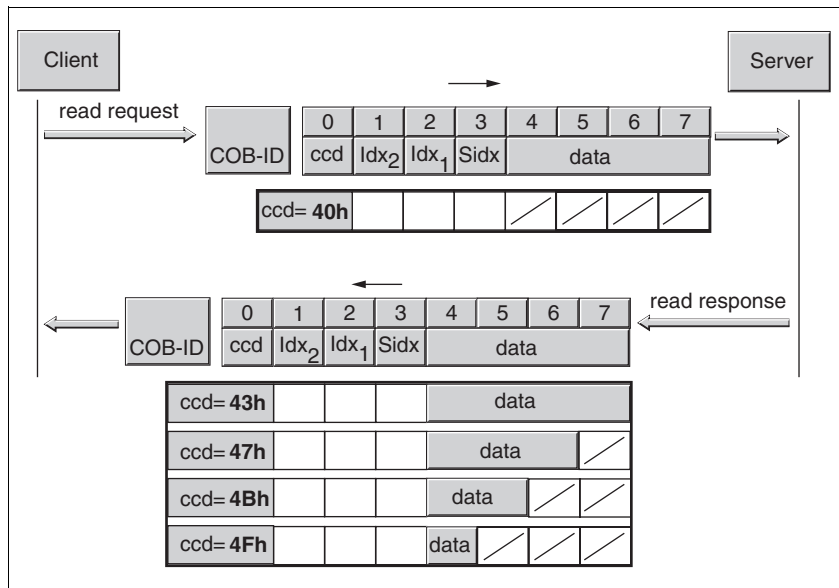 Client
Server
read request
COB-ID
0 1 2 3 4 5 6 7
ccd Idx2 Idx1 Sidx data
ccd= 40h
read response
COB-ID
0 1 2 3 4 5 6 7
ccd Idx2 Idx1 Sidx data
ccd= 43h data
ccd= 47h data
ccd= 4Bh data
ccd= 4Fh data